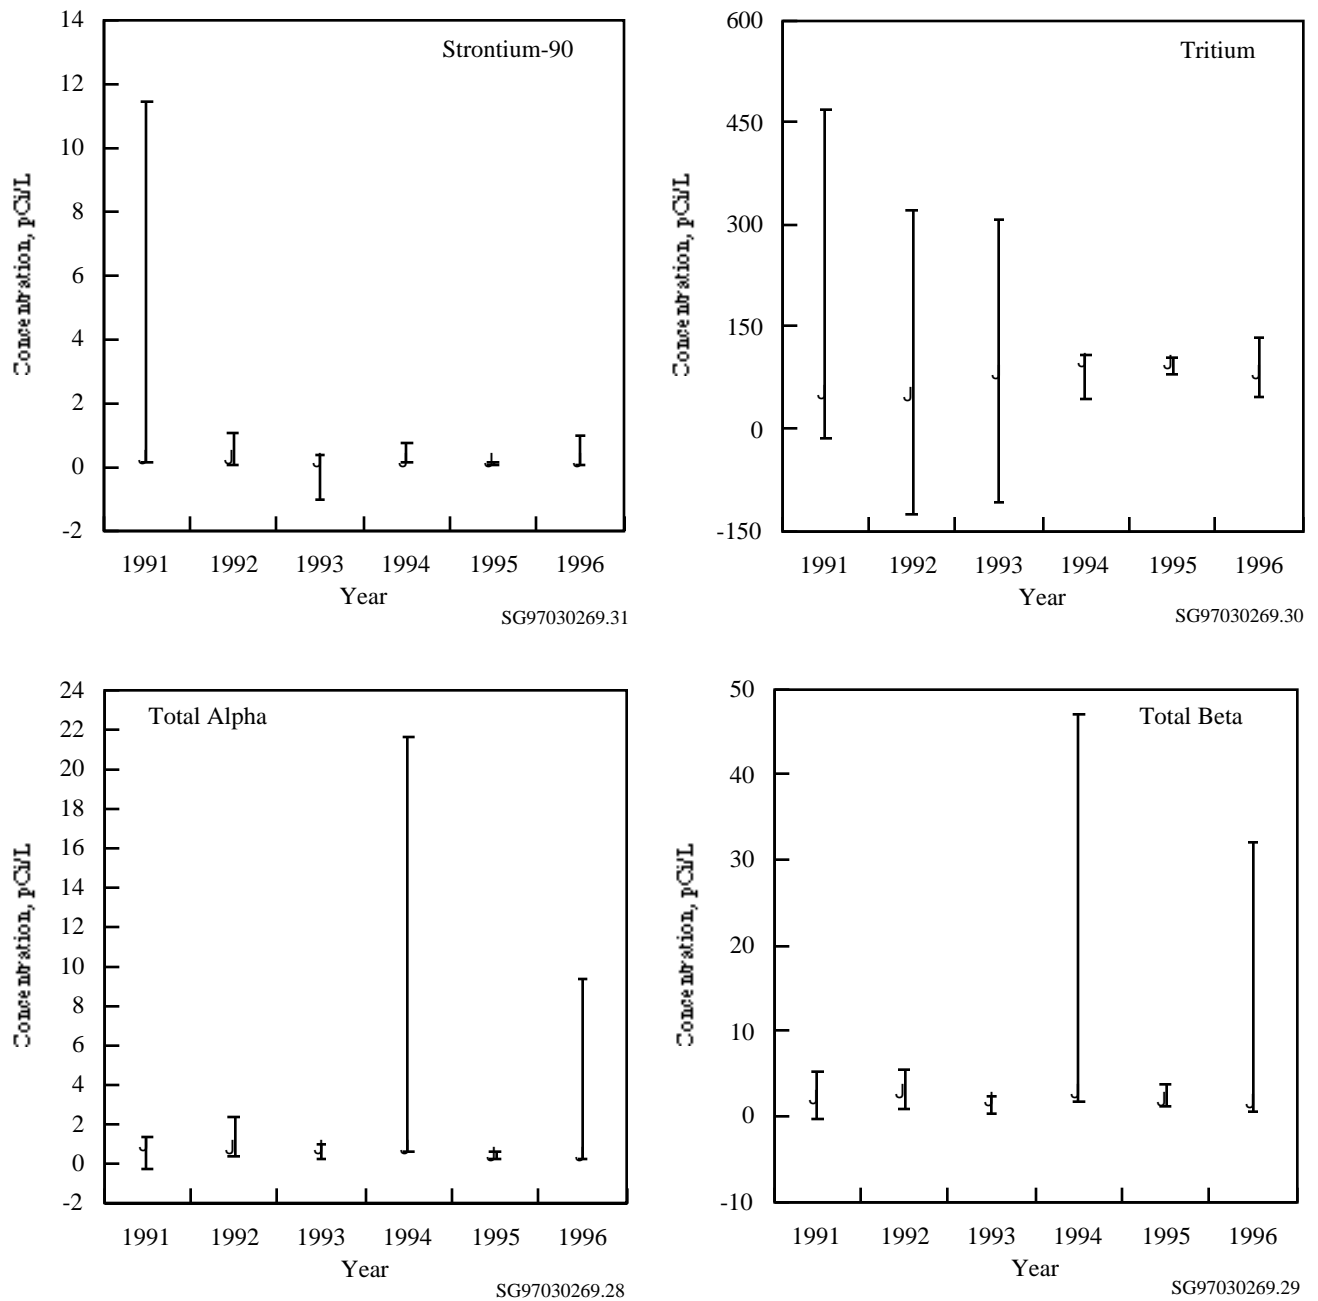 14
12
10
8
6
4
2
0
-2
Concentration, pCi/L
Strontium-90
1991 1992 1993 1994 1995 1996
Year
SG97030269.31
600
450
300
150
0
-150
Concentration, pCi/L
Tritium
1991 1992 1993 1994 1995 1996
Year
SG97030269.30
24
22
20
18
16
14
12
10
8
6
4
2
0
-2
Concentration, pCi/L
Total Alpha
1991 1992 1993 1994 1995 1996
Year
SG97030269.28
50
40
30
20
10
0
-10
Concentration, pCi/L
Total Beta
1991 1992 1993 1994 1995 1996
Year
SG97030269.29